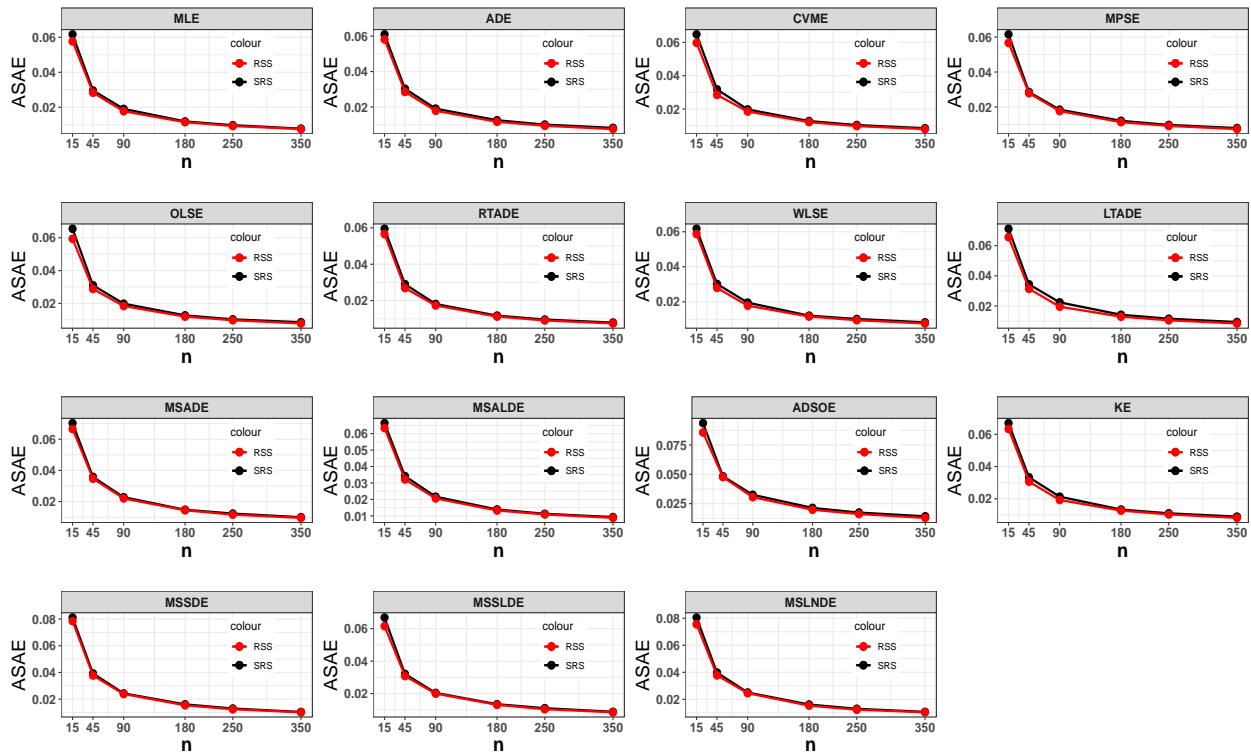 MLE
ASAE
0.06
0.04
0.02
colour
RSS
SRS
15 45 90 180 250 350
n
ADE
ASAE
0.06
0.04
0.02
colour
RSS
SRS
15 45 90 180 250 350
n
CVME
ASAE
0.06
0.04
0.02
colour
RSS
SRS
15 45 90 180 250 350
n
MPSE
ASAE
0.06
0.04
0.02
colour
RSS
SRS
15 45 90 180 250 350
n
OLSE
ASAE
0.06
0.04
0.02
colour
RSS
SRS
15 45 90 180 250 350
n
RTADE
ASAE
0.06
0.04
0.02
colour
RSS
SRS
15 45 90 180 250 350
n
WLSE
ASAE
0.06
0.04
0.02
colour
RSS
SRS
15 45 90 180 250 350
n
LTADE
ASAE
0.06
0.04
0.02
colour
RSS
SRS
15 45 90 180 250 350
n
MSADE
ASAE
0.06
0.04
0.02
colour
RSS
SRS
15 45 90 180 250 350
n
MSALDE
ASAE
0.06
0.05
0.04
0.03
0.02
0.01
colour
RSS
SRS
15 45 90 180 250 350
n
ADSOE
ASAE
0.075
0.050
0.025
colour
RSS
SRS
15 45 90 180 250 350
n
KE
ASAE
0.06
0.04
0.02
colour
RSS
SRS
15 45 90 180 250 350
n
MSSDE
ASAE
0.08
0.06
0.04
0.02
colour
RSS
SRS
15 45 90 180 250 350
n
MSSLDE
ASAE
0.06
0.04
0.02
colour
RSS
SRS
15 45 90 180 250 350
n
MSLNDE
ASAE
0.08
0.06
0.04
0.02
colour
RSS
SRS
15 45 90 180 250 350
n